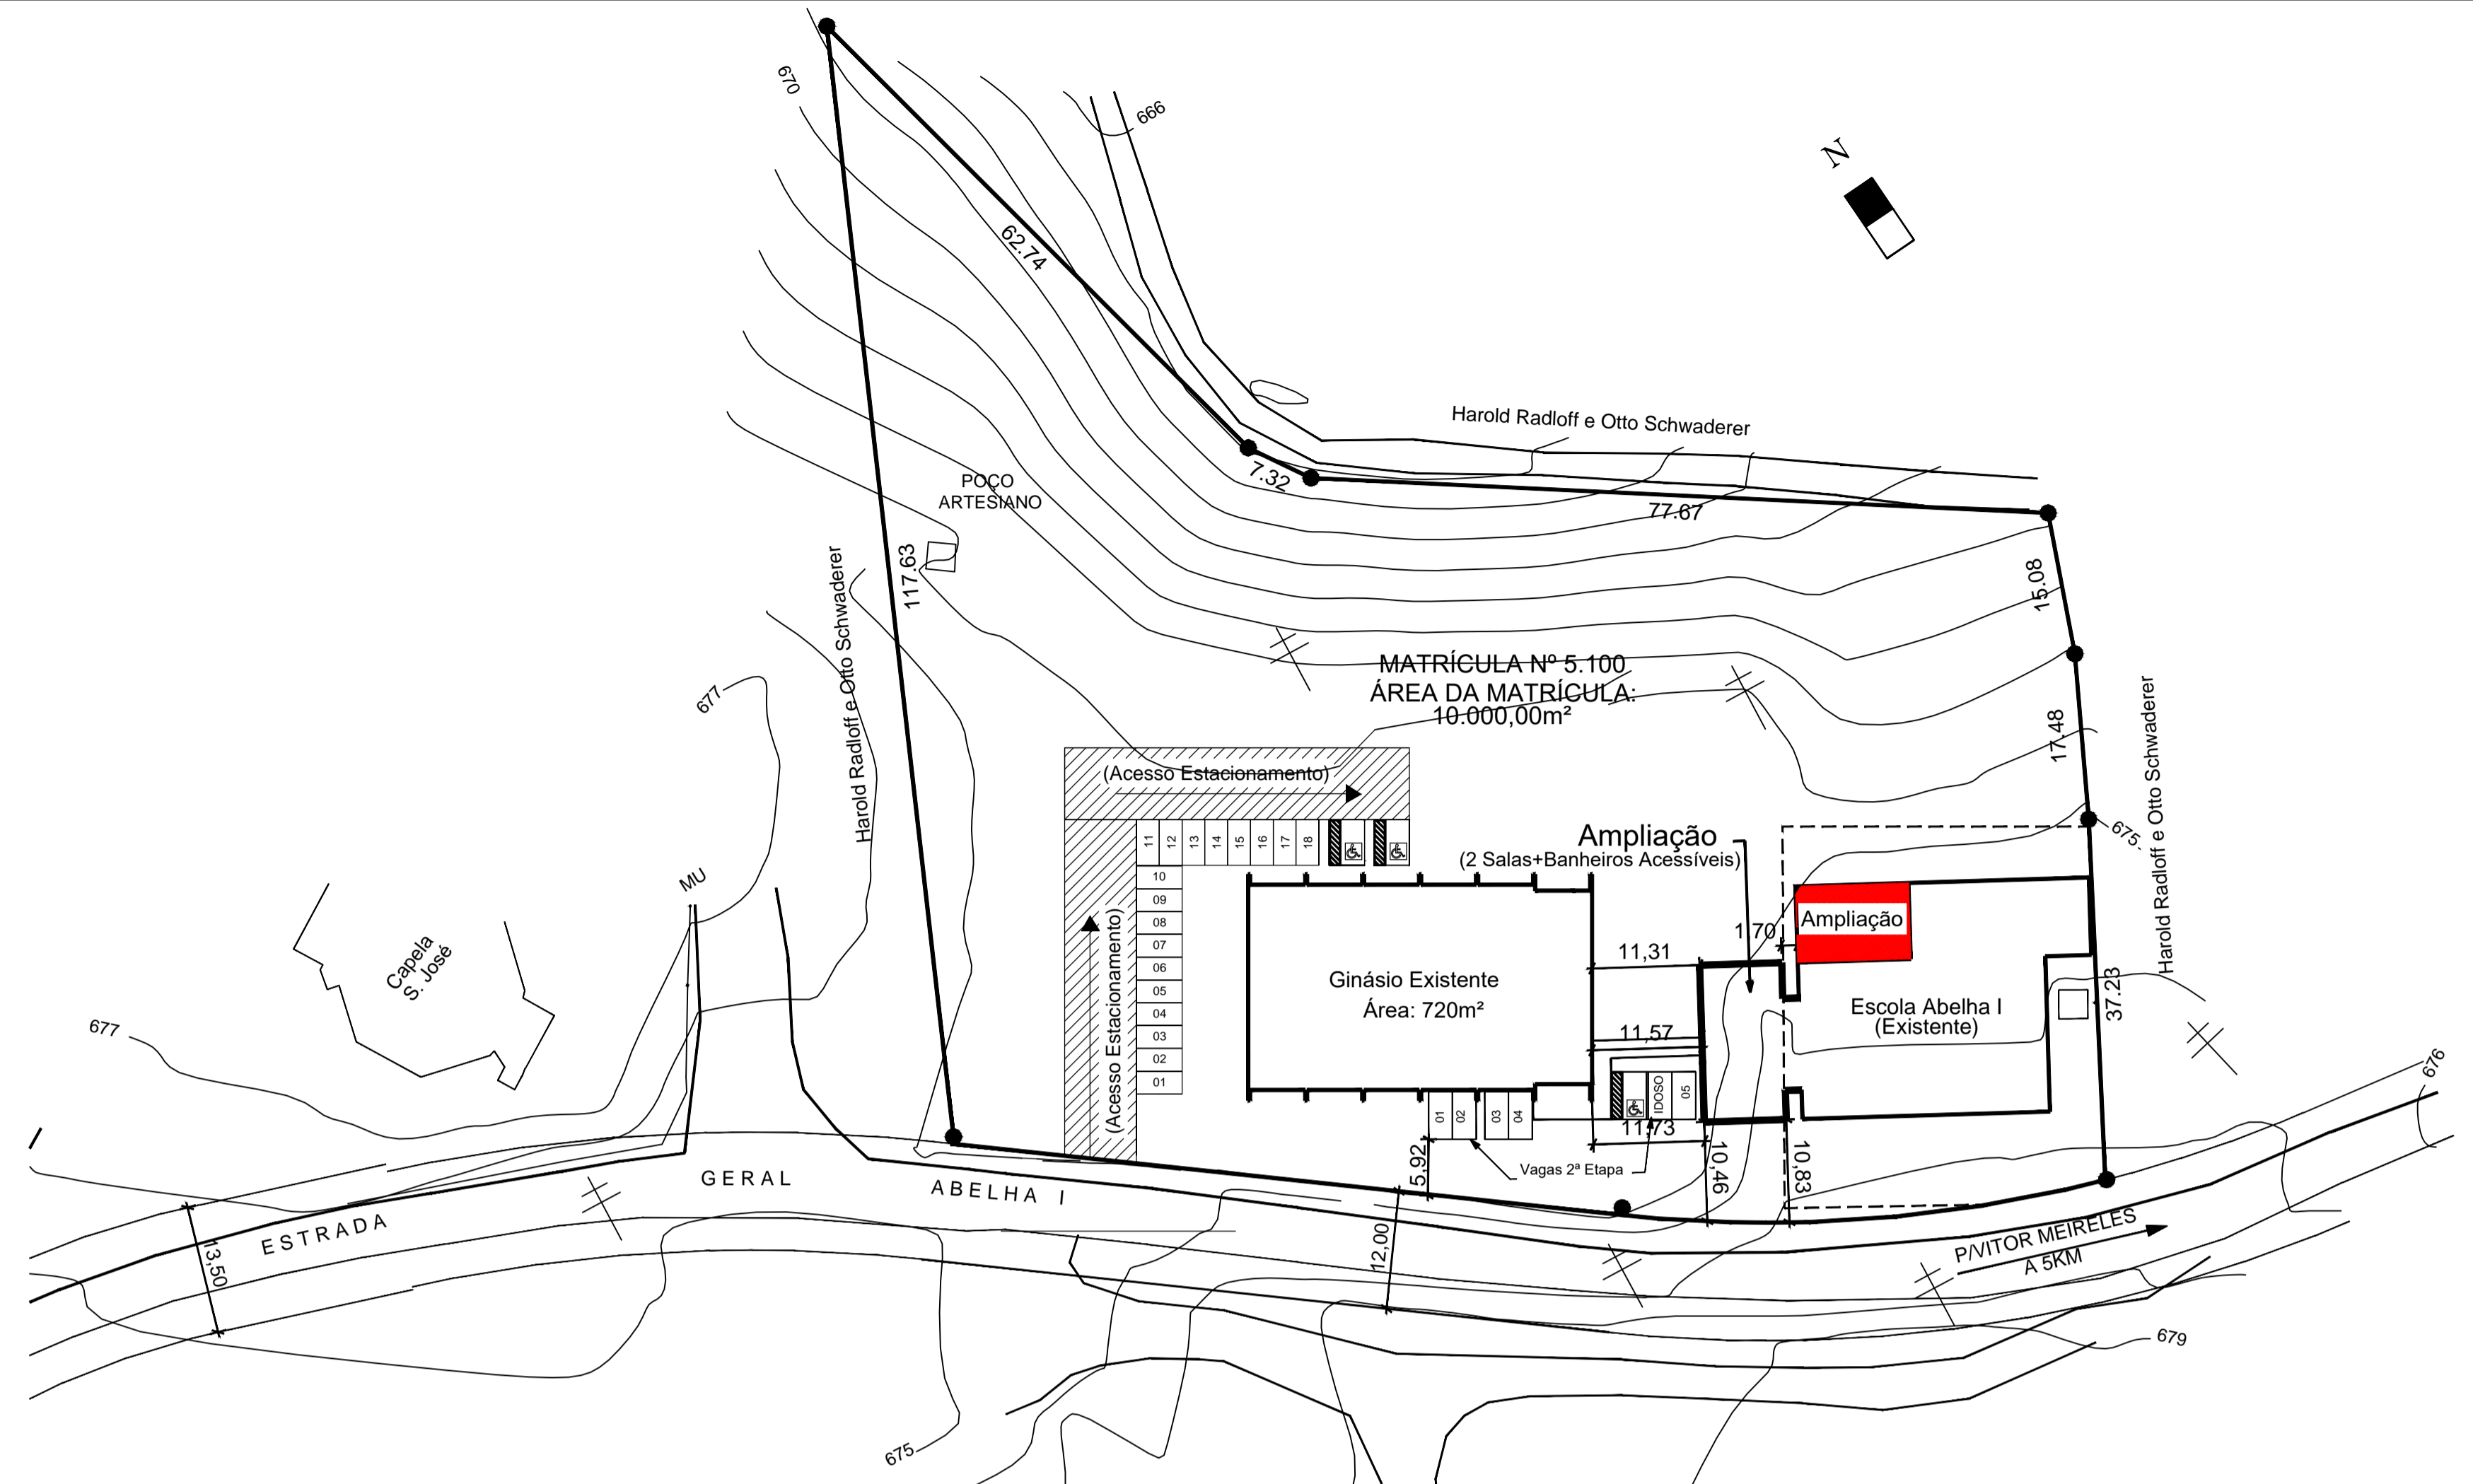 670
666
N
62.74
Harold Radloff e Otto Schwaderer
7.32
77.67
POÇO
ARTESIANO
117.63
15.08
Harold Radloff e Otto Schwaderer
MATRÍCULA Nº 5.100
ÁREA DA MATRÍCULA:
10.000,00m²
677
17.48
Harold Radloff e Otto Schwaderer
(Acesso Estacionamento)
11
12
13
14
15
16
17
18
Ampliação
(2 Salas+Banheiros Acessíveis)
675
MU
10
09
08
07
06
05
04
03
02
01
(Acesso Estacionamento)
Ampliação
1,70
11,31
Capela
S. José
Ginásio Existente
Área: 720m²
Escola Abelha I
(Existente)
37.23
677
11,57
676
IDOSO
05
01
02
03
04
11,73
5,92
Vagas 2ª Etapa
10,46
10,83
ESTRADA
GERAL
ABELHA I
13,50
12,00
P/VITOR MEIRELES
A 5KM
679
675